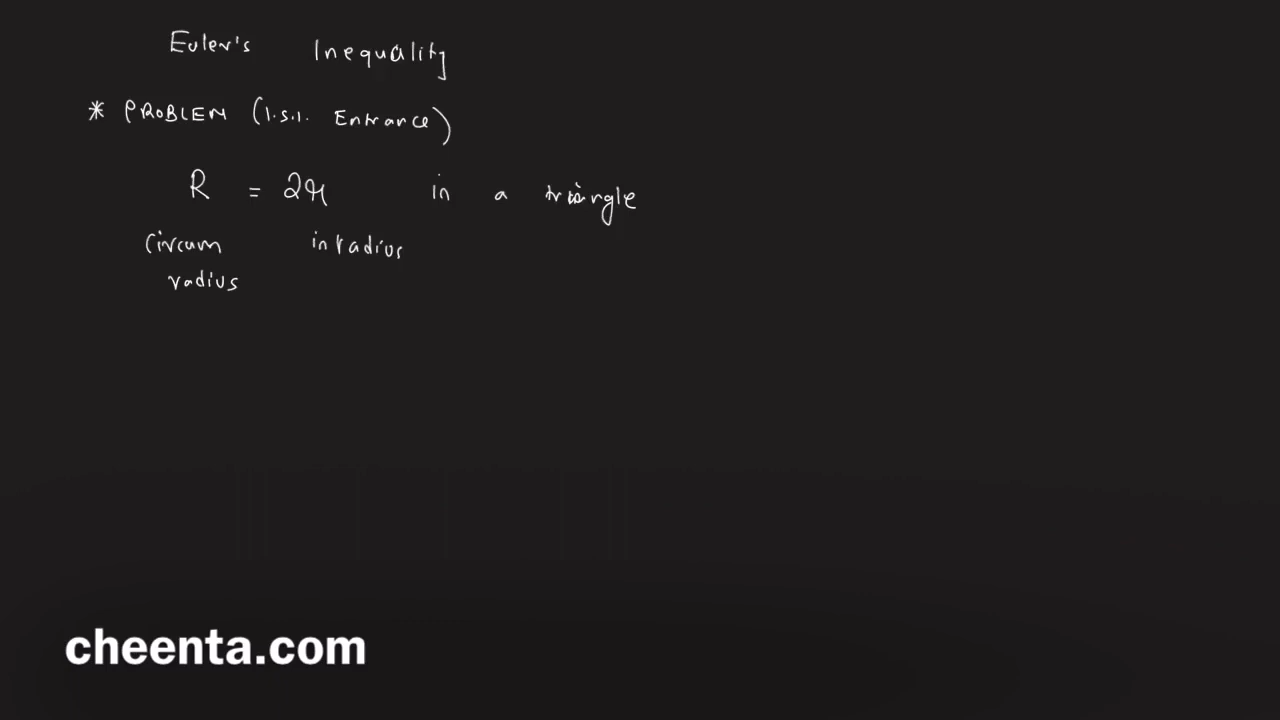 Euler's Inequality
* PROBLEM (I.S.I. Entrance)
R = 2r in a triangle
Circum inradius
radius
cheenta.com